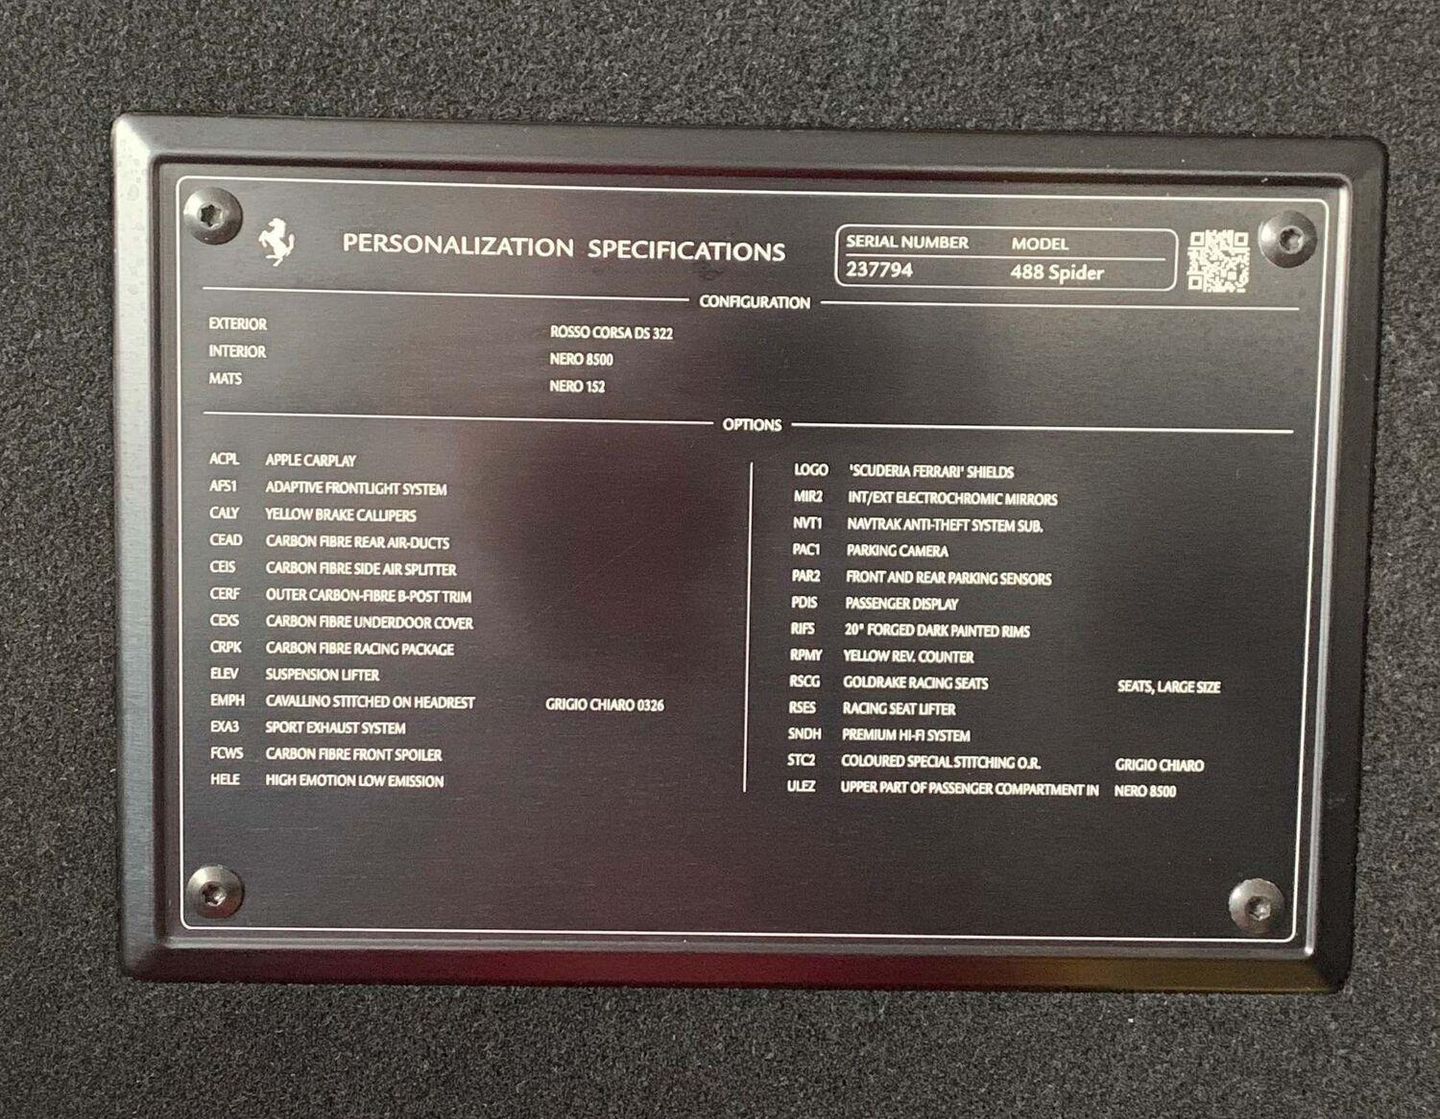 PERSONALIZATION SPECIFICATIONS
SERIAL NUMBER MODEL
237794 488 Spider
CONFIGURATION
EXTERIOR ROSSO CORSA DS 322
INTERIOR NERO 8500
MATS NERO 152
OPTIONS
ACPL APPLE CARPLAY
AFS1 ADAPTIVE FRONTLIGHT SYSTEM
CALY YELLOW BRAKE CALLIPERS
CEAD CARBON FIBRE REAR AIR-DUCTS
CEIS CARBON FIBRE SIDE AIR SPLITTER
CERF OUTER CARBON-FIBRE B-POST TRIM
CEXS CARBON FIBRE UNDERDOOR COVER
CRPK CARBON FIBRE RACING PACKAGE
ELEV SUSPENSION LIFTER
EMPH CAVALLINO STITCHED ON HEADREST GRIGIO CHIARO 0326
EXA3 SPORT EXHAUST SYSTEM
FCWS CARBON FIBRE FRONT SPOILER
HELE HIGH EMOTION LOW EMISSION
LOGO 'SCUDERIA FERRARI' SHIELDS
MIR2 INT/EXT ELECTROCHROMIC MIRRORS
NVT1 NAVTRAK ANTI-THEFT SYSTEM SUB.
PAC1 PARKING CAMERA
PAR2 FRONT AND REAR PARKING SENSORS
PDIS PASSENGER DISPLAY
RIFS 20" FORGED DARK PAINTED RIMS
RPMY YELLOW REV. COUNTER
RSCG GOLDRAKE RACING SEATS SEATS, LARGE SIZE
RSES RACING SEAT LIFTER
SNDH PREMIUM HI-FI SYSTEM
STC2 COLOURED SPECIAL STITCHING O.R. GRIGIO CHIARO
ULEZ UPPER PART OF PASSENGER COMPARTMENT IN NERO 8500